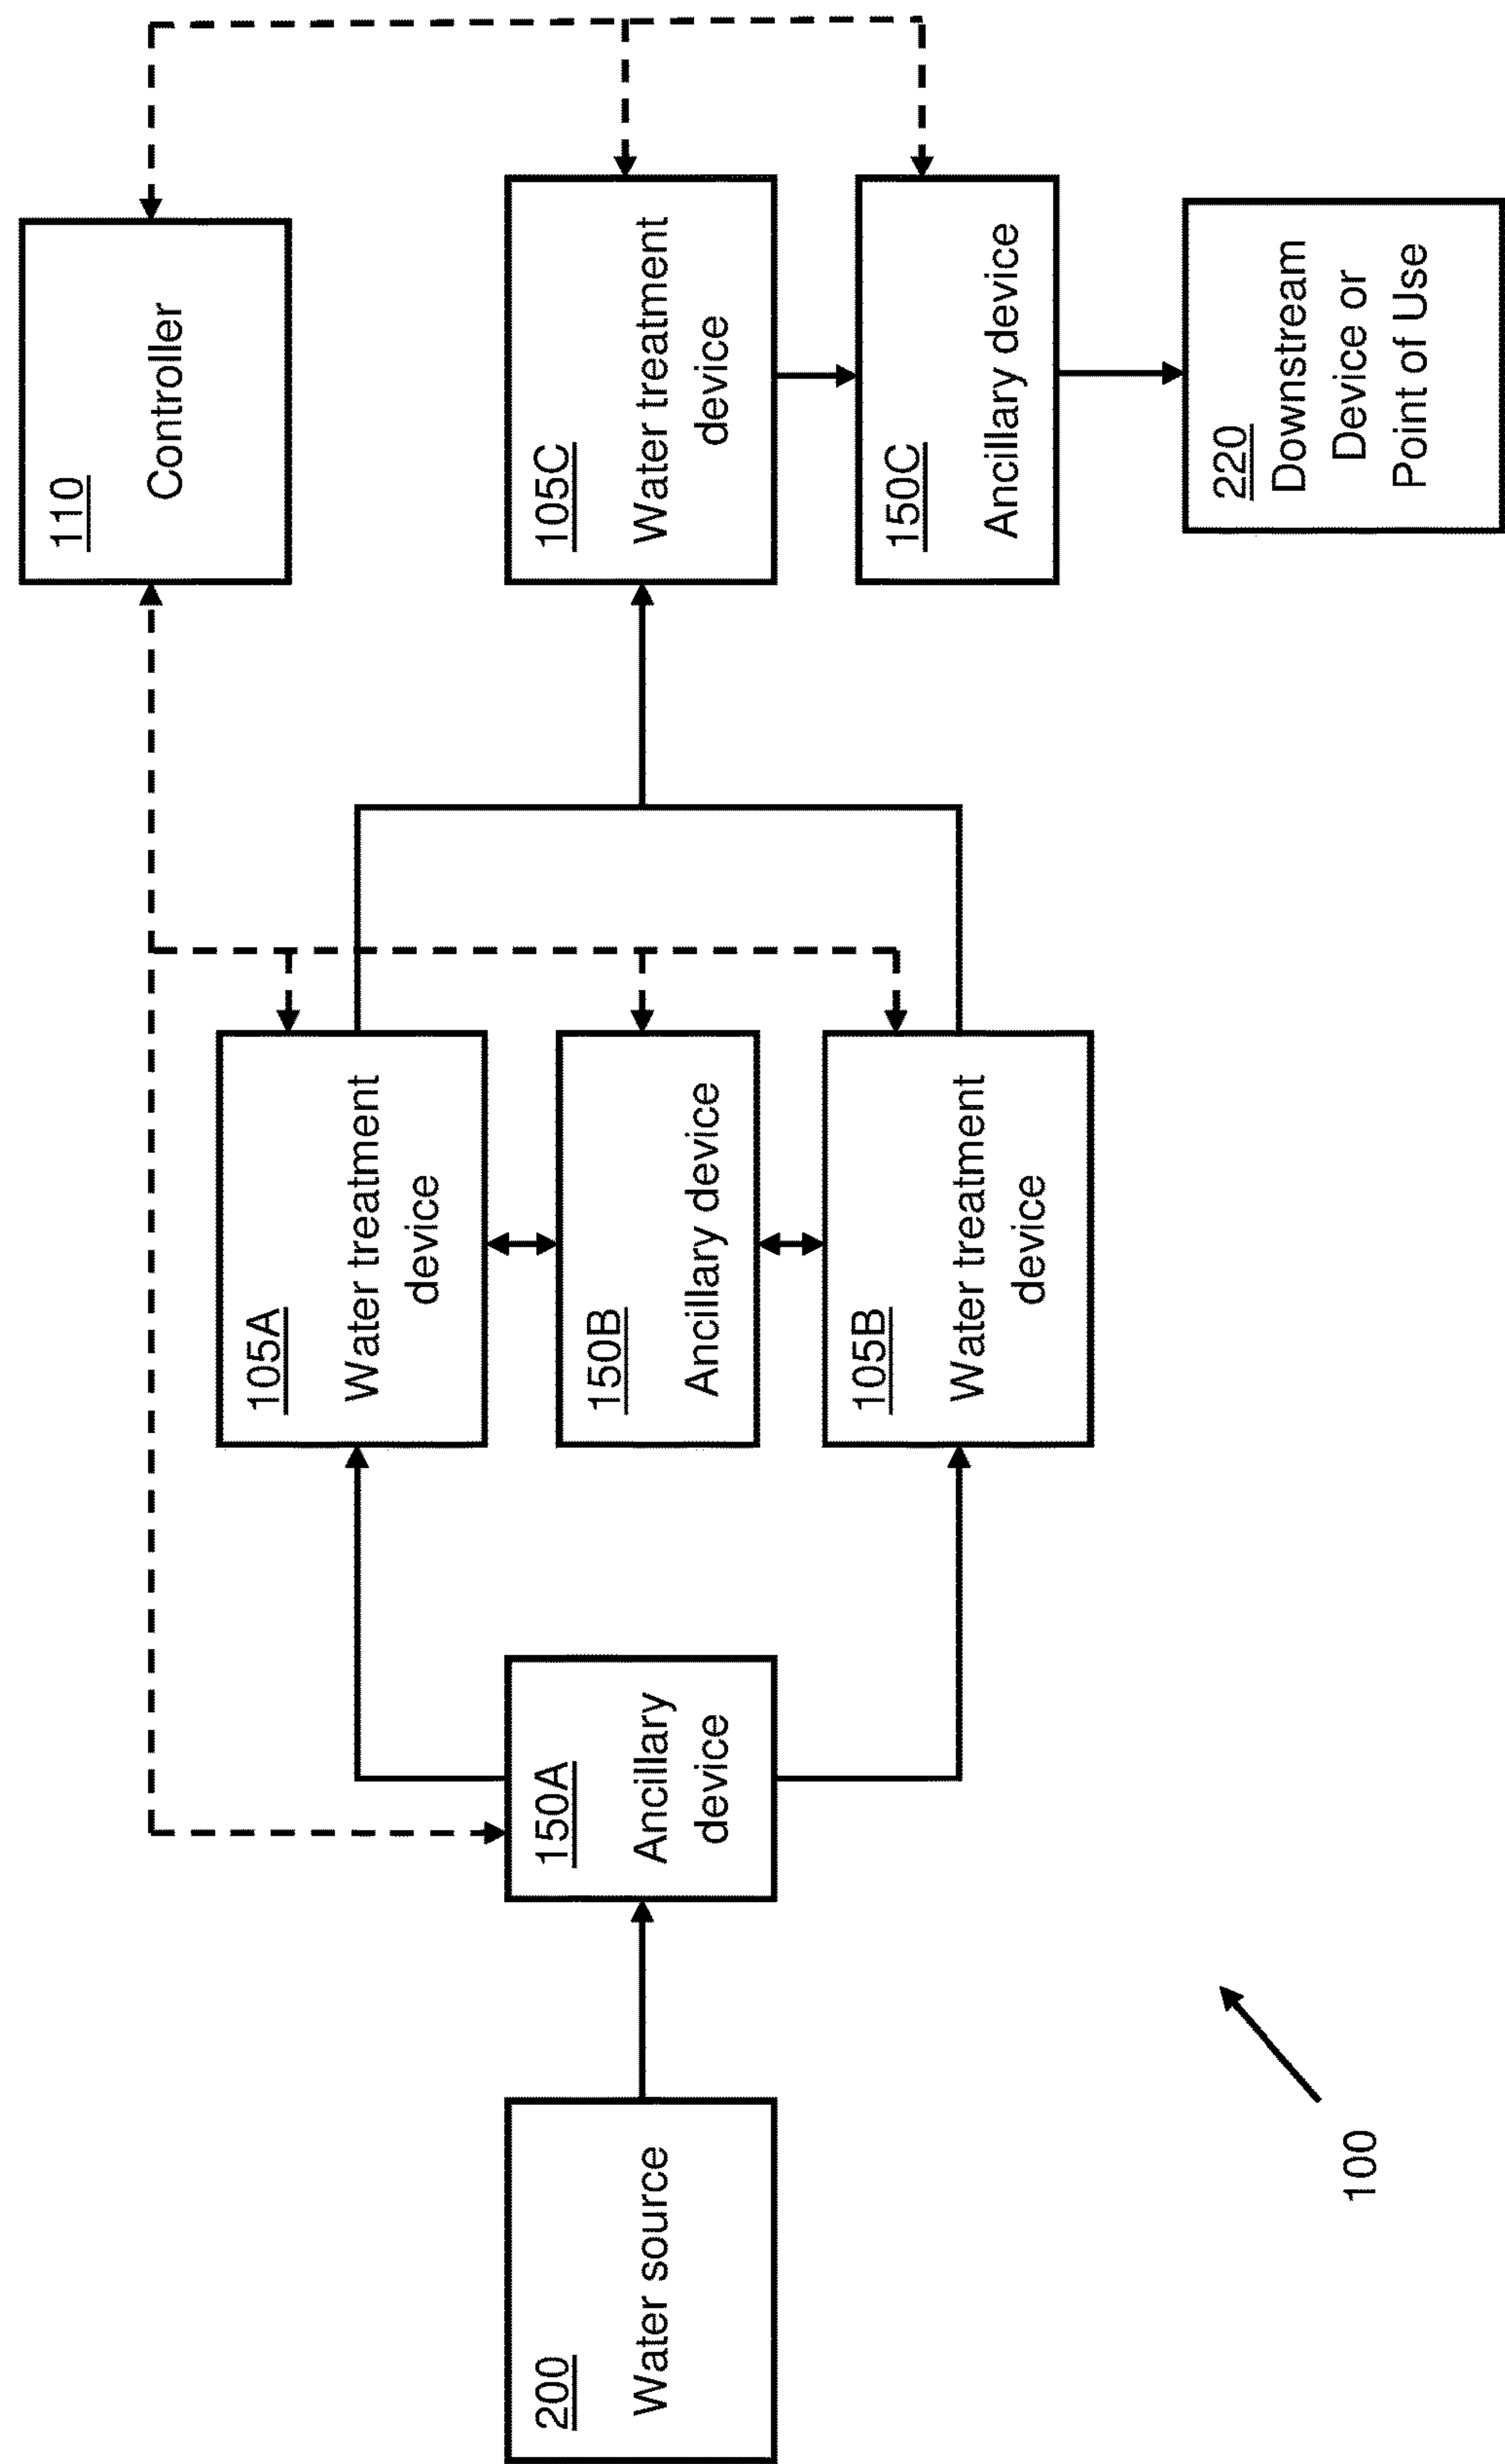 110
Controller
105A
Water treatment
device
200
Water source
150A
Ancillary
device
150B
Ancillary device
105C
Water treatment
device
105B
Water treatment
device
150C
Ancillary device
220
Downstream
Device or
Point of Use
100